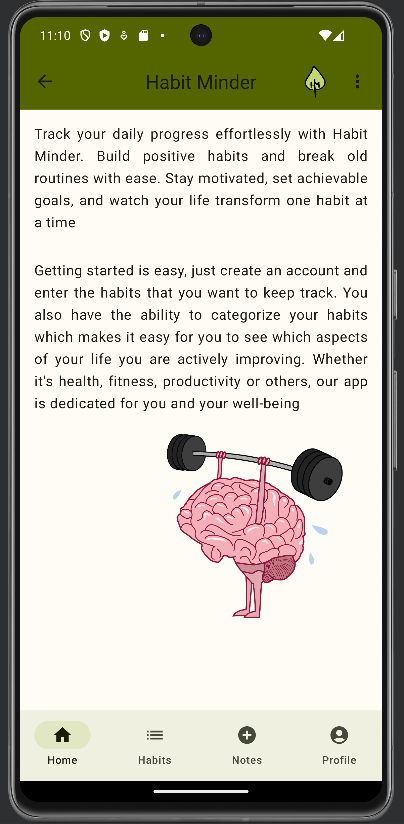 11:10
Habit Minder
Track your daily progress effortlessly with Habit
Minder. Build positive habits and break old
routines with ease. Stay motivated, set achievable
goals, and watch your life transform one habit at
a time
Getting started is easy, just create an account and
enter the habits that you want to keep track. You
also have the ability to categorize your habits
which makes it easy for you to see which aspects
of your life you are actively improving. Whether
it's health, fitness, productivity or others, our app
is dedicated for you and your well-being
Home Habits Notes Profile